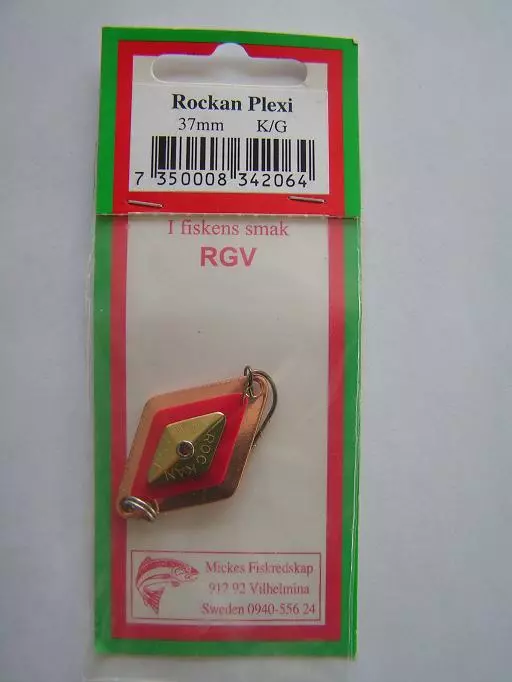 Rockan Plexi
37mm K/G
7 350008 342064
I fiskens smak
RGV
ROCKAN
Mickes Fiskredskap
912 92 Vilhelmina
Sweden 0940-556 24